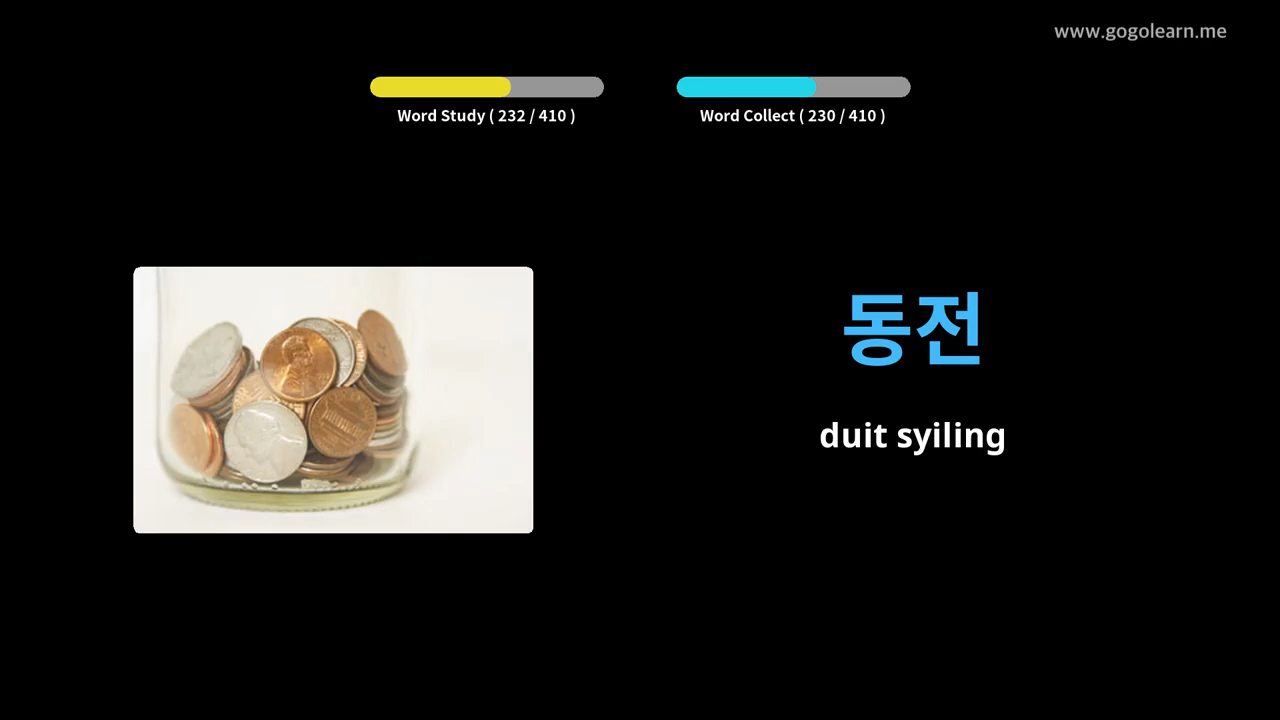 www.gogolearn.me
Word Study ( 232 / 410 )
Word Collect ( 230 / 410 )
동전
duit syiling